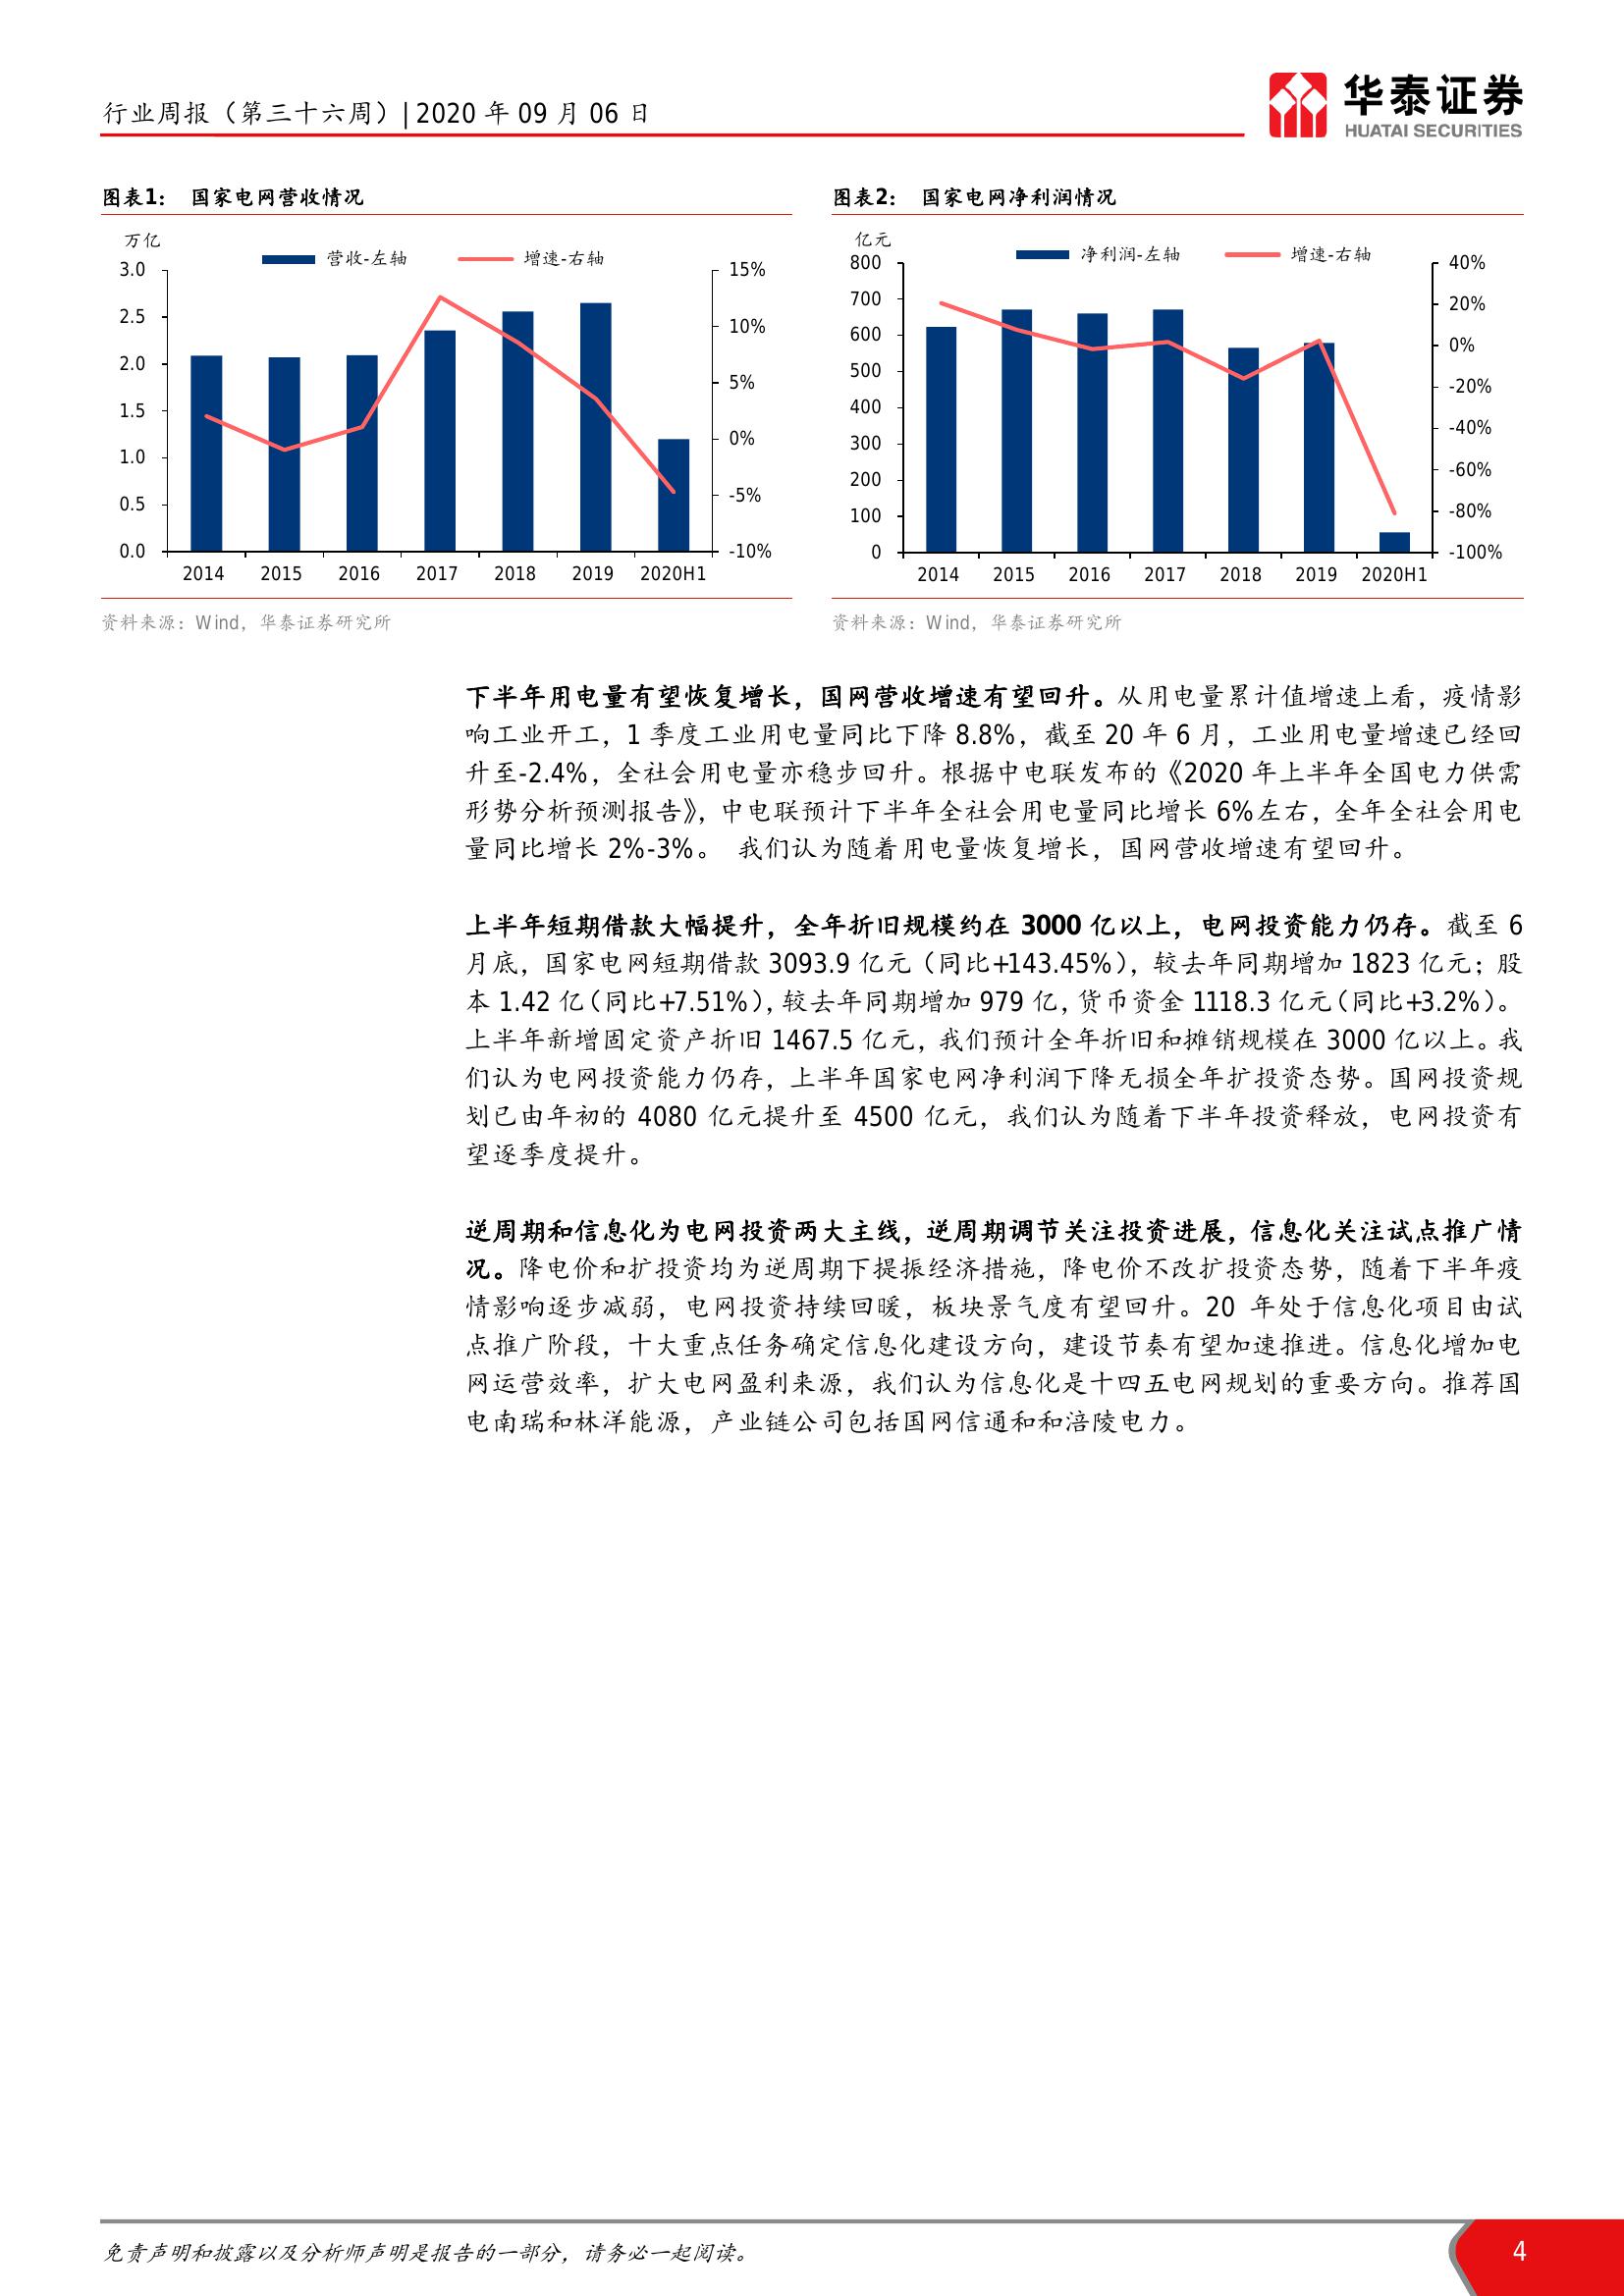 行业周报（第三十六周）| 2020 年 09 月 06 日
华泰证券
HUATAI SECURITIES
图表1： 国家电网营收情况
万亿
营收-左轴 增速-右轴
3.0
2.5
2.0
1.5
1.0
0.5
0.0
15%
10%
5%
0%
-5%
-10%
2014 2015 2016 2017 2018 2019 2020H1
资料来源：Wind，华泰证券研究所
图表2： 国家电网净利润情况
亿元
净利润-左轴 增速-右轴
800
700
600
500
400
300
200
100
0
40%
20%
0%
-20%
-40%
-60%
-80%
-100%
2014 2015 2016 2017 2018 2019 2020H1
资料来源：Wind，华泰证券研究所
下半年用电量有望恢复增长，国网营收增速有望回升。从用电量累计值增速上看，疫情影
响工业开工，1 季度工业用电量同比下降 8.8%，截至 20 年 6 月，工业用电量增速已经回
升至-2.4%，全社会用电量亦稳步回升。根据中电联发布的《2020 年上半年全国电力供需
形势分析预测报告》，中电联预计下半年全社会用电量同比增长 6%左右，全年全社会用电
量同比增长 2%-3%。 我们认为随着用电量恢复增长，国网营收增速有望回升。
上半年短期借款大幅提升，全年折旧规模约在 3000 亿以上，电网投资能力仍存。截至 6
月底，国家电网短期借款 3093.9 亿元（同比+143.45%），较去年同期增加 1823 亿元；股
本 1.42 亿（同比+7.51%），较去年同期增加 979 亿，货币资金 1118.3 亿元（同比+3.2%）。
上半年新增固定资产折旧 1467.5 亿元，我们预计全年折旧和摊销规模在 3000 亿以上。我
们认为电网投资能力仍存，上半年国家电网净利润下降无损全年扩投资态势。国网投资规
划已由年初的 4080 亿元提升至 4500 亿元，我们认为随着下半年投资释放，电网投资有
望逐季度提升。
逆周期和信息化为电网投资两大主线，逆周期调节关注投资进展，信息化关注试点推广情
况。降电价和扩投资均为逆周期下提振经济措施，降电价不改扩投资态势，随着下半年疫
情影响逐步减弱，电网投资持续回暖，板块景气度有望回升。20 年处于信息化项目由试
点推广阶段，十大重点任务确定信息化建设方向，建设节奏有望加速推进。信息化增加电
网运营效率，扩大电网盈利来源，我们认为信息化是十四五电网规划的重要方向。推荐国
电南瑞和林洋能源，产业链公司包括国网信通和和涪陵电力。
免责声明和披露以及分析师声明是报告的一部分，请务必一起阅读。
4